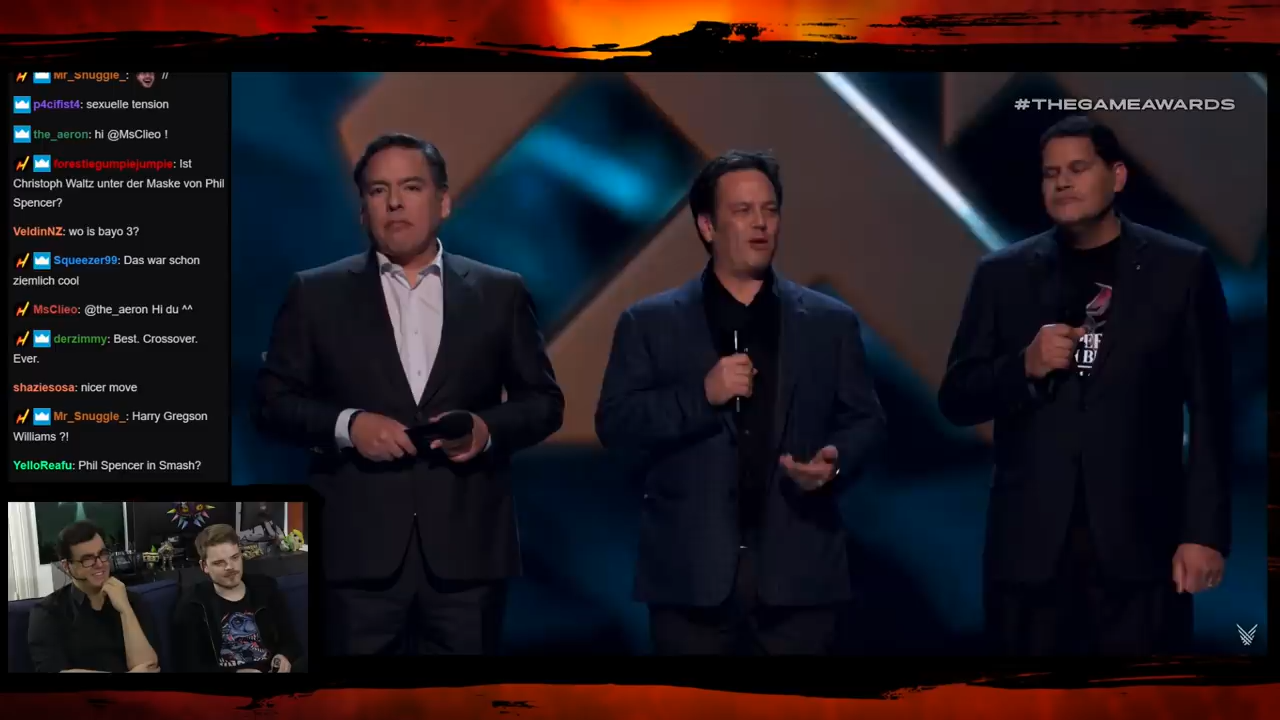 Mr_Snuggle_: //
p4cifist4: sexuelle tension
the_aeron: hi @MsClieo !
forestiegumpiejumpie: Ist
Christoph Waltz unter der Maske von Phil
Spencer?
VeldinNZ: wo is bayo 3?
Squeezer99: Das war schon
ziemlich cool
MsClieo: @the_aeron Hi du ^^
derzimmy: Best. Crossover.
Ever.
shaziesosa: nicer move
Mr_Snuggle_: Harry Gregson
Williams ?!
YelloReafu: Phil Spencer in Smash?
#THEGAMEAWARDS